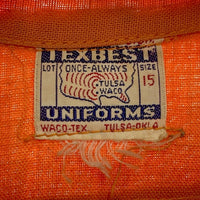 TEXBEST
LOT
ONCE-ALWAYS
SIZE
TULSA
WACO
15
UNIFORMS
WACO-TEX. TULSA-OKLA